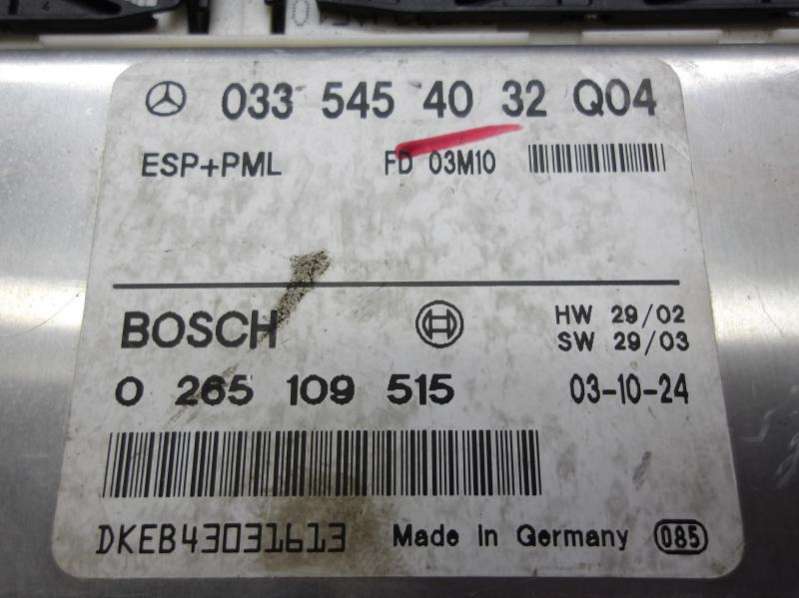 033 545 40 32 Q04
ESP+PML FD 03M10
BOSCH HW 29/02
SW 29/03
0 265 109 515 03-10-24
DKEB43031613 Made In Germany 085